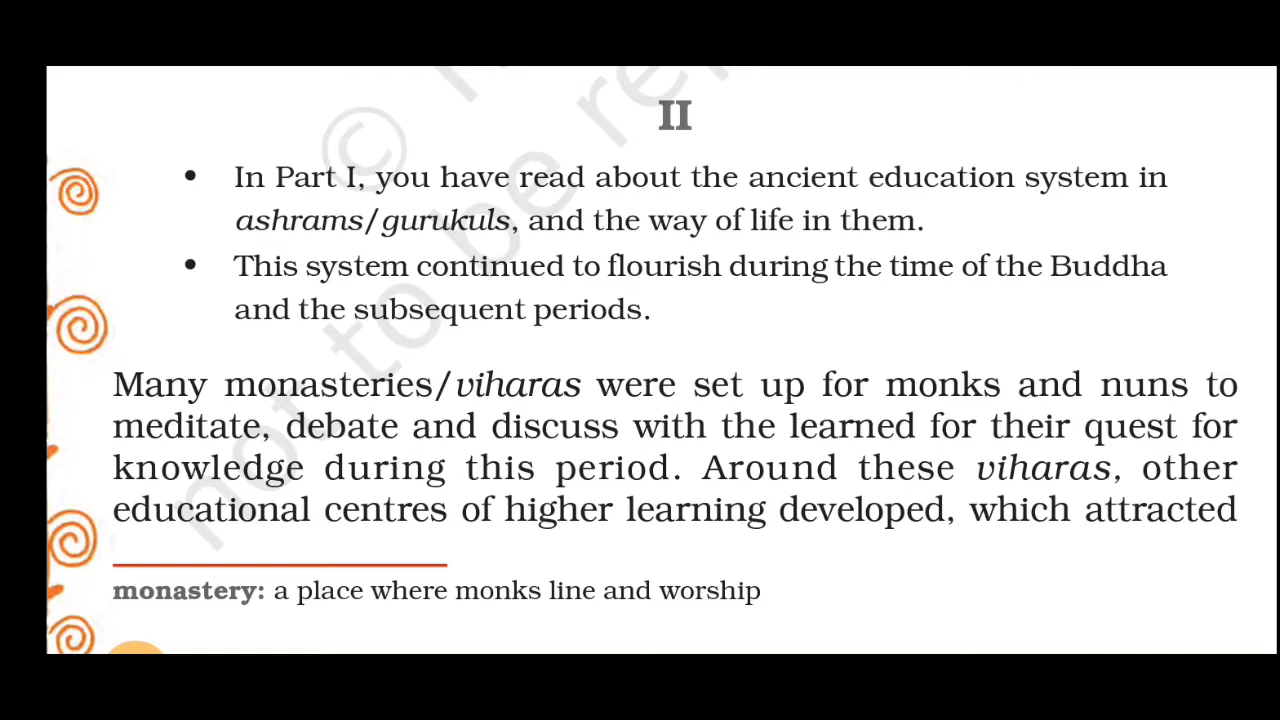 II
• In Part I, you have read about the ancient education system in
ashrams/gurukuls, and the way of life in them.
• This system continued to flourish during the time of the Buddha
and the subsequent periods.
Many monasteries/viharas were set up for monks and nuns to
meditate, debate and discuss with the learned for their quest for
knowledge during this period. Around these viharas, other
educational centres of higher learning developed, which attracted
monastery: a place where monks line and worship
©
not to be